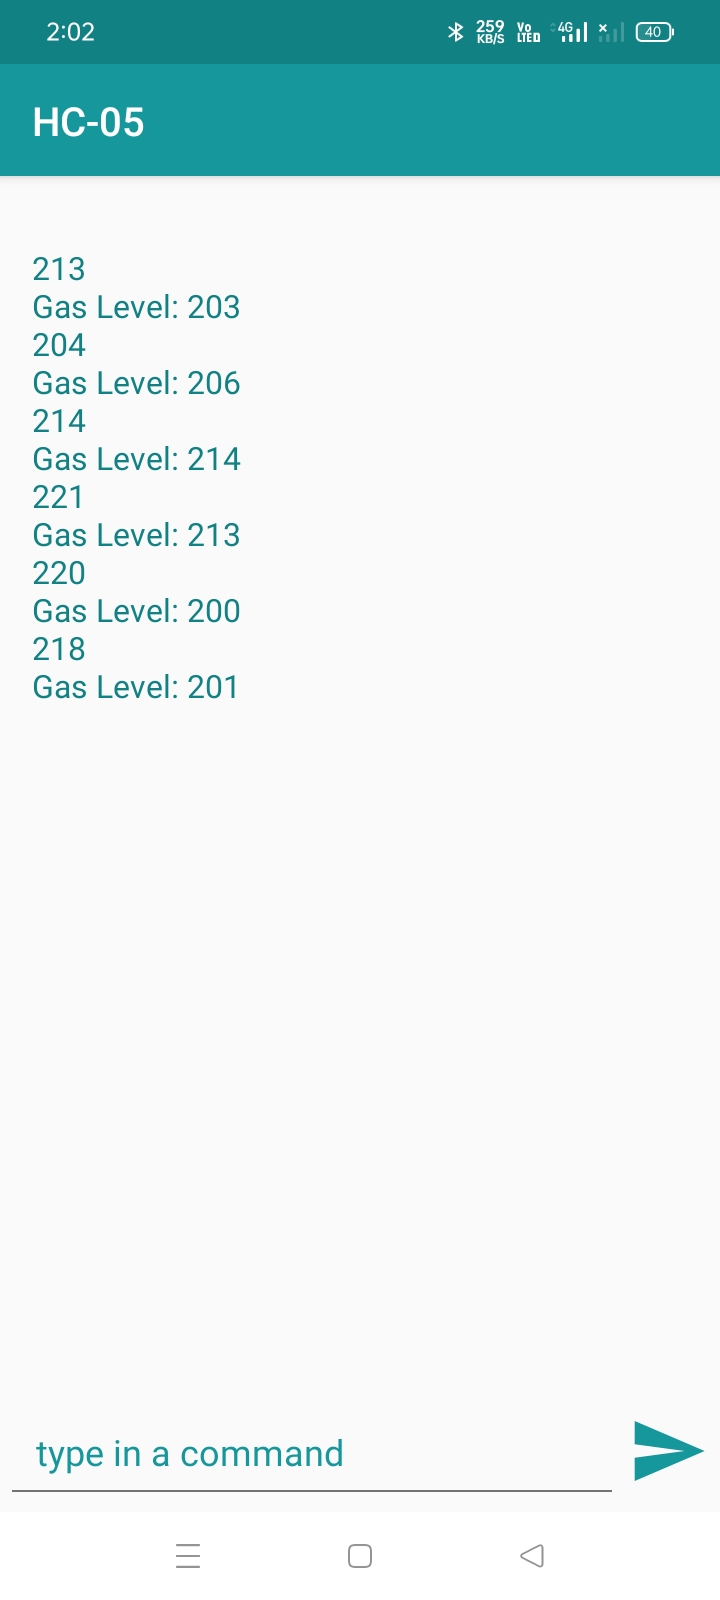 2:02
259
KB/S
Vo
LTE
4G
40
HC-05
213
Gas Level: 203
204
Gas Level: 206
214
Gas Level: 214
221
Gas Level: 213
220
Gas Level: 200
218
Gas Level: 201
type in a command